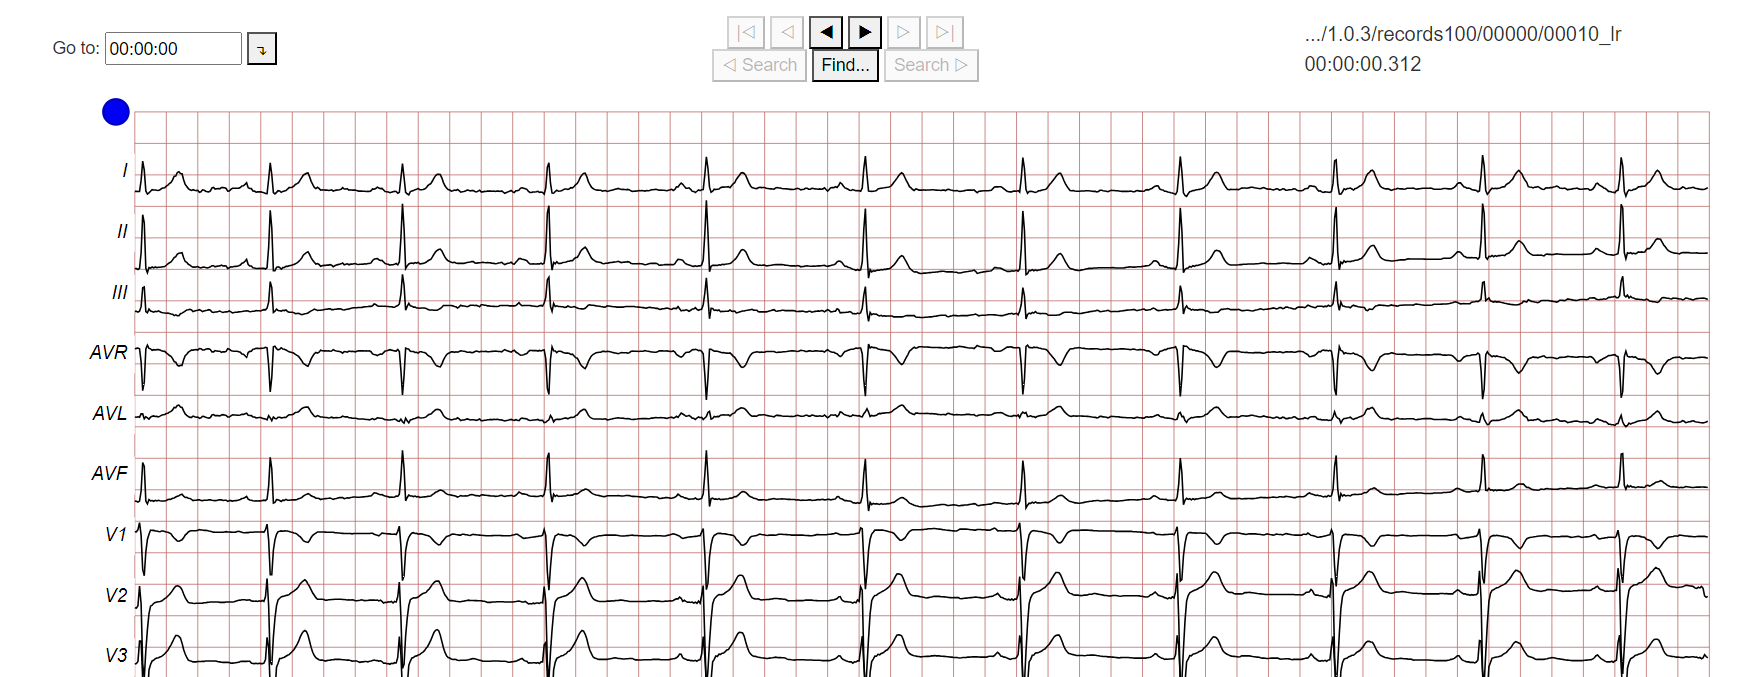 Go to: 00:00:00
|◁ ◁ ◀ ▶ ▷ ▷|
◁ Search Find... Search ▷
.../1.0.3/records100/00000/00010_lr
00:00:00.312
I
II
III
AVR
AVL
AVF
V1
V2
V3